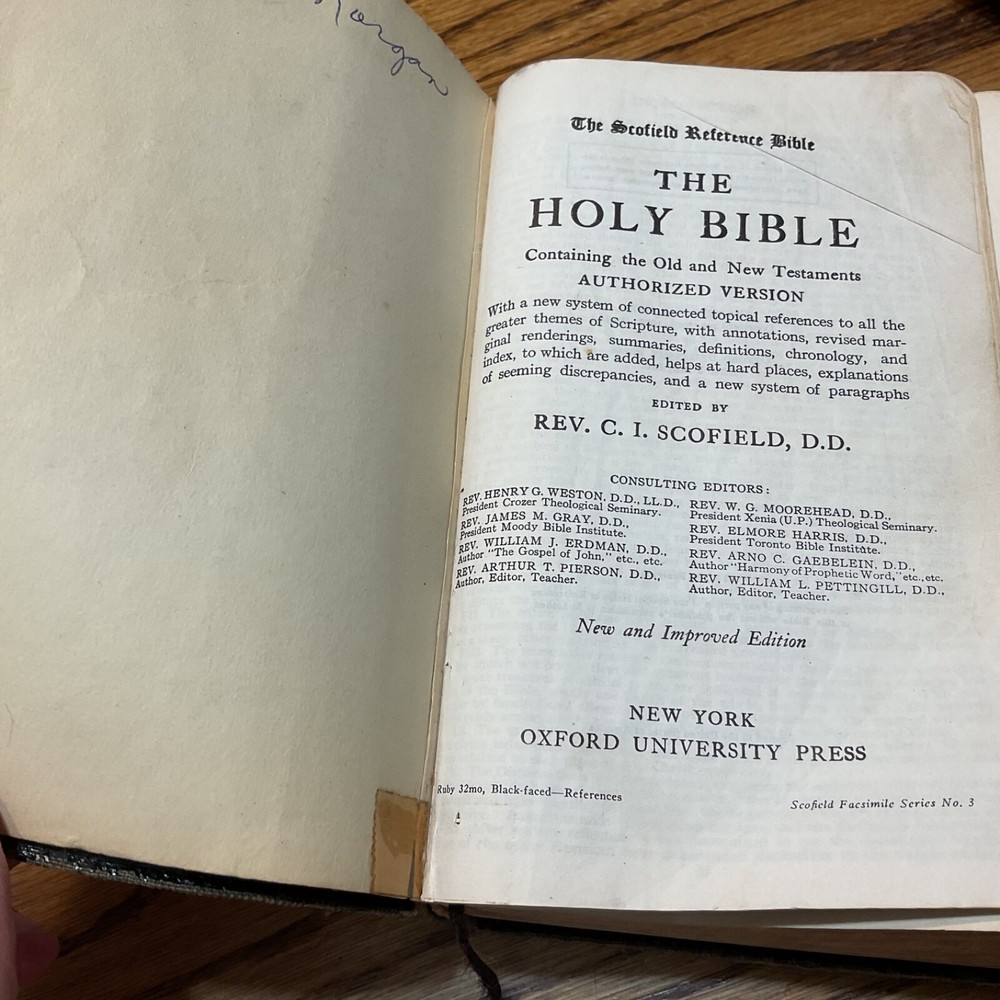 Morgan
The Scofield Reference Bible
THE
HOLY BIBLE
Containing the Old and New Testaments
AUTHORIZED VERSION
With a new system of connected topical references to all the
greater themes of Scripture, with annotations, revised mar-
ginal renderings, summaries, definitions, chronology, and
index, to which are added, helps at hard places, explanations
of seeming discrepancies, and a new system of paragraphs
EDITED BY
REV. C. I. SCOFIELD, D.D.
CONSULTING EDITORS:
REV. HENRY G. WESTON, D.D., LL.D.,
President Crozer Theological Seminary.
REV. JAMES M. GRAY, D.D.,
President Moody Bible Institute.
REV. WILLIAM J. ERDMAN, D.D.,
Author "The Gospel of John," etc., etc.
REV. ARTHUR T. PIERSON, D.D.,
Author, Editor, Teacher.
REV. W. G. MOOREHEAD, D.D.,
President Xenia (U.P.) Theological Seminary.
REV. ELMORE HARRIS, D.D.,
President Toronto Bible Institute.
REV. ARNO C. GAEBELEIN, D.D.,
Author "Harmony of Prophetic Word," etc., etc.
REV. WILLIAM L. PETTINGILL, D.D.,
Author, Editor, Teacher.
New and Improved Edition
NEW YORK
OXFORD UNIVERSITY PRESS
Ruby 32mo, Black-faced—References
Scofield Facsimile Series No. 3